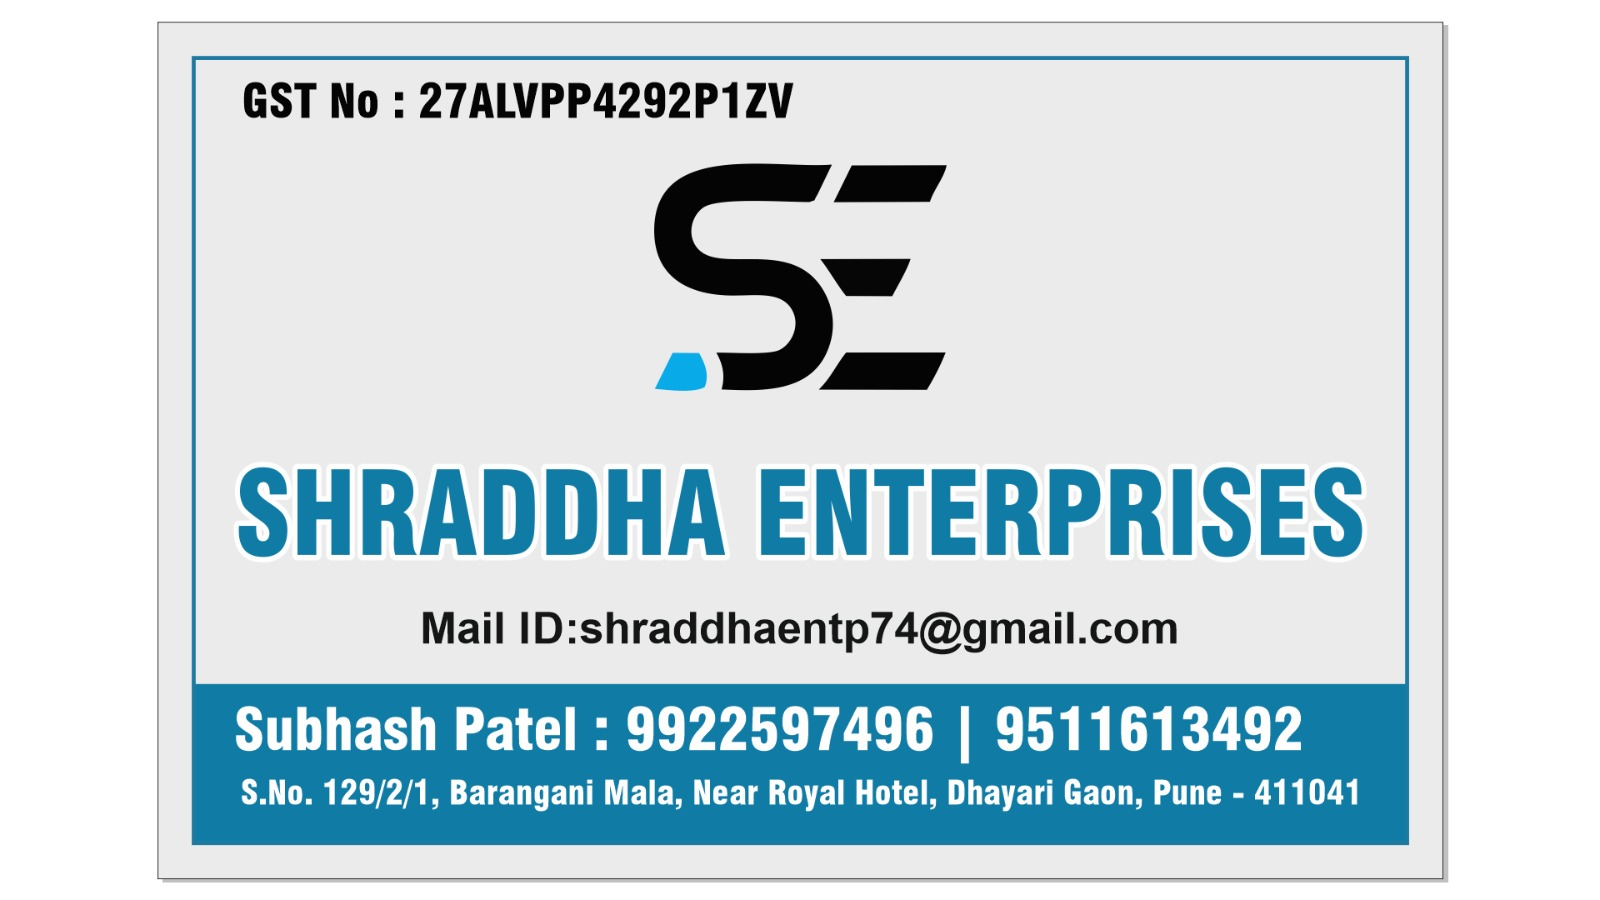 GST No : 27ALVPP4292P1ZV
SE
SHRADDHA ENTERPRISES
Mail ID:shraddhaentp74@gmail.com
Subhash Patel : 9922597496 | 9511613492
S.No. 129/2/1, Barangani Mala, Near Royal Hotel, Dhayari Gaon, Pune - 411041